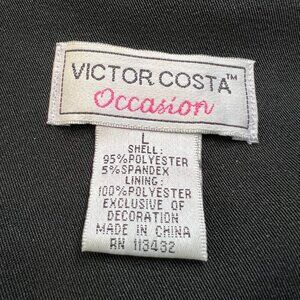 VICTOR COSTA™
Occasion
L
SHELL:
95%POLYESTER
5%SPANDEX
LINING:
100%POLYESTER
EXCLUSIVE OF
DECORATION
MADE IN CHINA
RN 113432